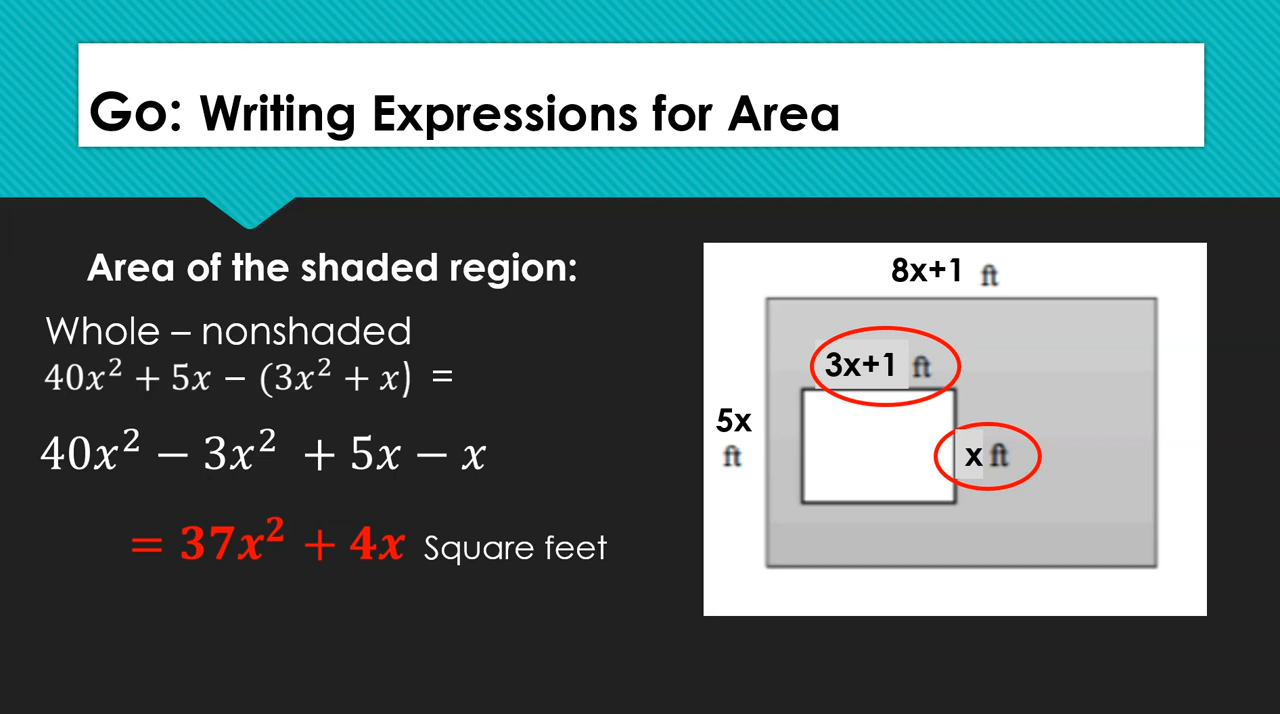 Go: Writing Expressions for Area
Area of the shaded region:
Whole – nonshaded
40x² + 5x – (3x² + x) =
40x² − 3x² + 5x − x
= 37x² + 4x Square feet
8x+1 ft
3x+1 ft
5x
ft
x ft